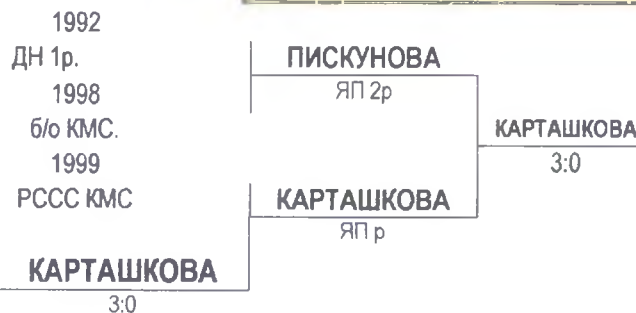 1992
ДН 1р.
ПИСКУНОВА
1998
ЯП 2р
б/о КМС.
КАРТАШКОВА
1999
3:0
РССС КМС
КАРТАШКОВА
ЯП р
КАРТАШКОВА
3:0